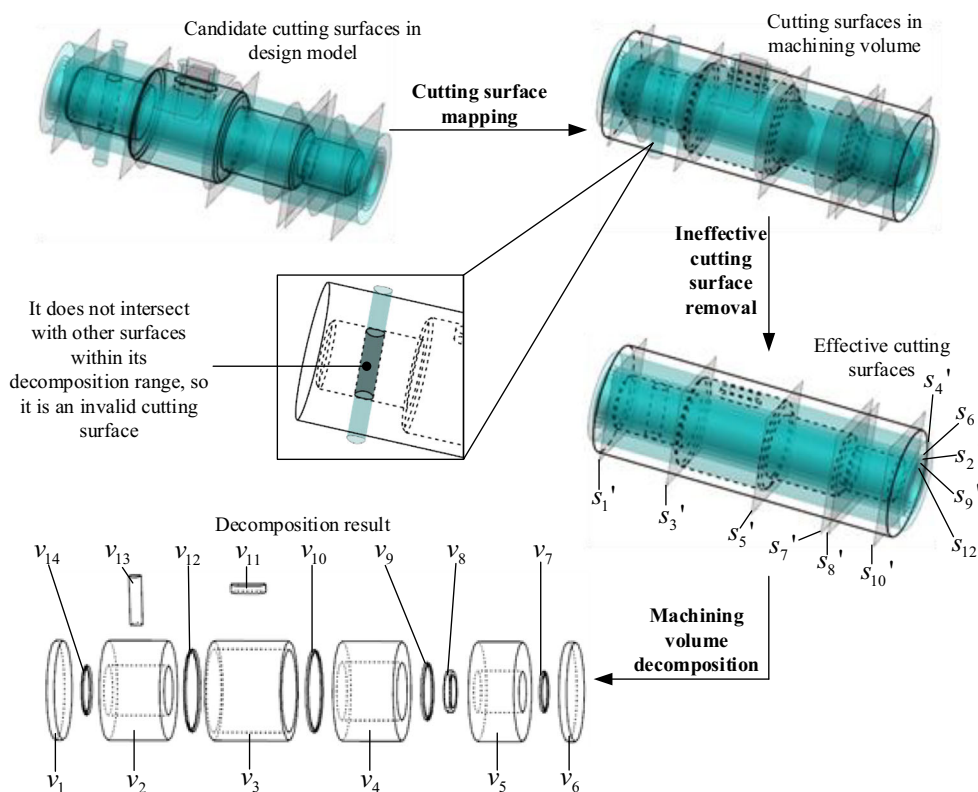 Candidate cutting surfaces in
design model
Cutting surfaces in
machining volume
Cutting surface
mapping
Ineffective
cutting
surface
removal
It does not intersect
with other surfaces
within its
decomposition range, so
it is an invalid cutting
surface
Effective cutting
surfaces
s4'
s6
s2
s9'
s12
s1'
s3'
s5'
s7'
s8'
s10'
Decomposition result
v14
v13
v12
v11
v10
v9
v8
v7
Machining
volume
decomposition
v1
v2
v3
v4
v5
v6